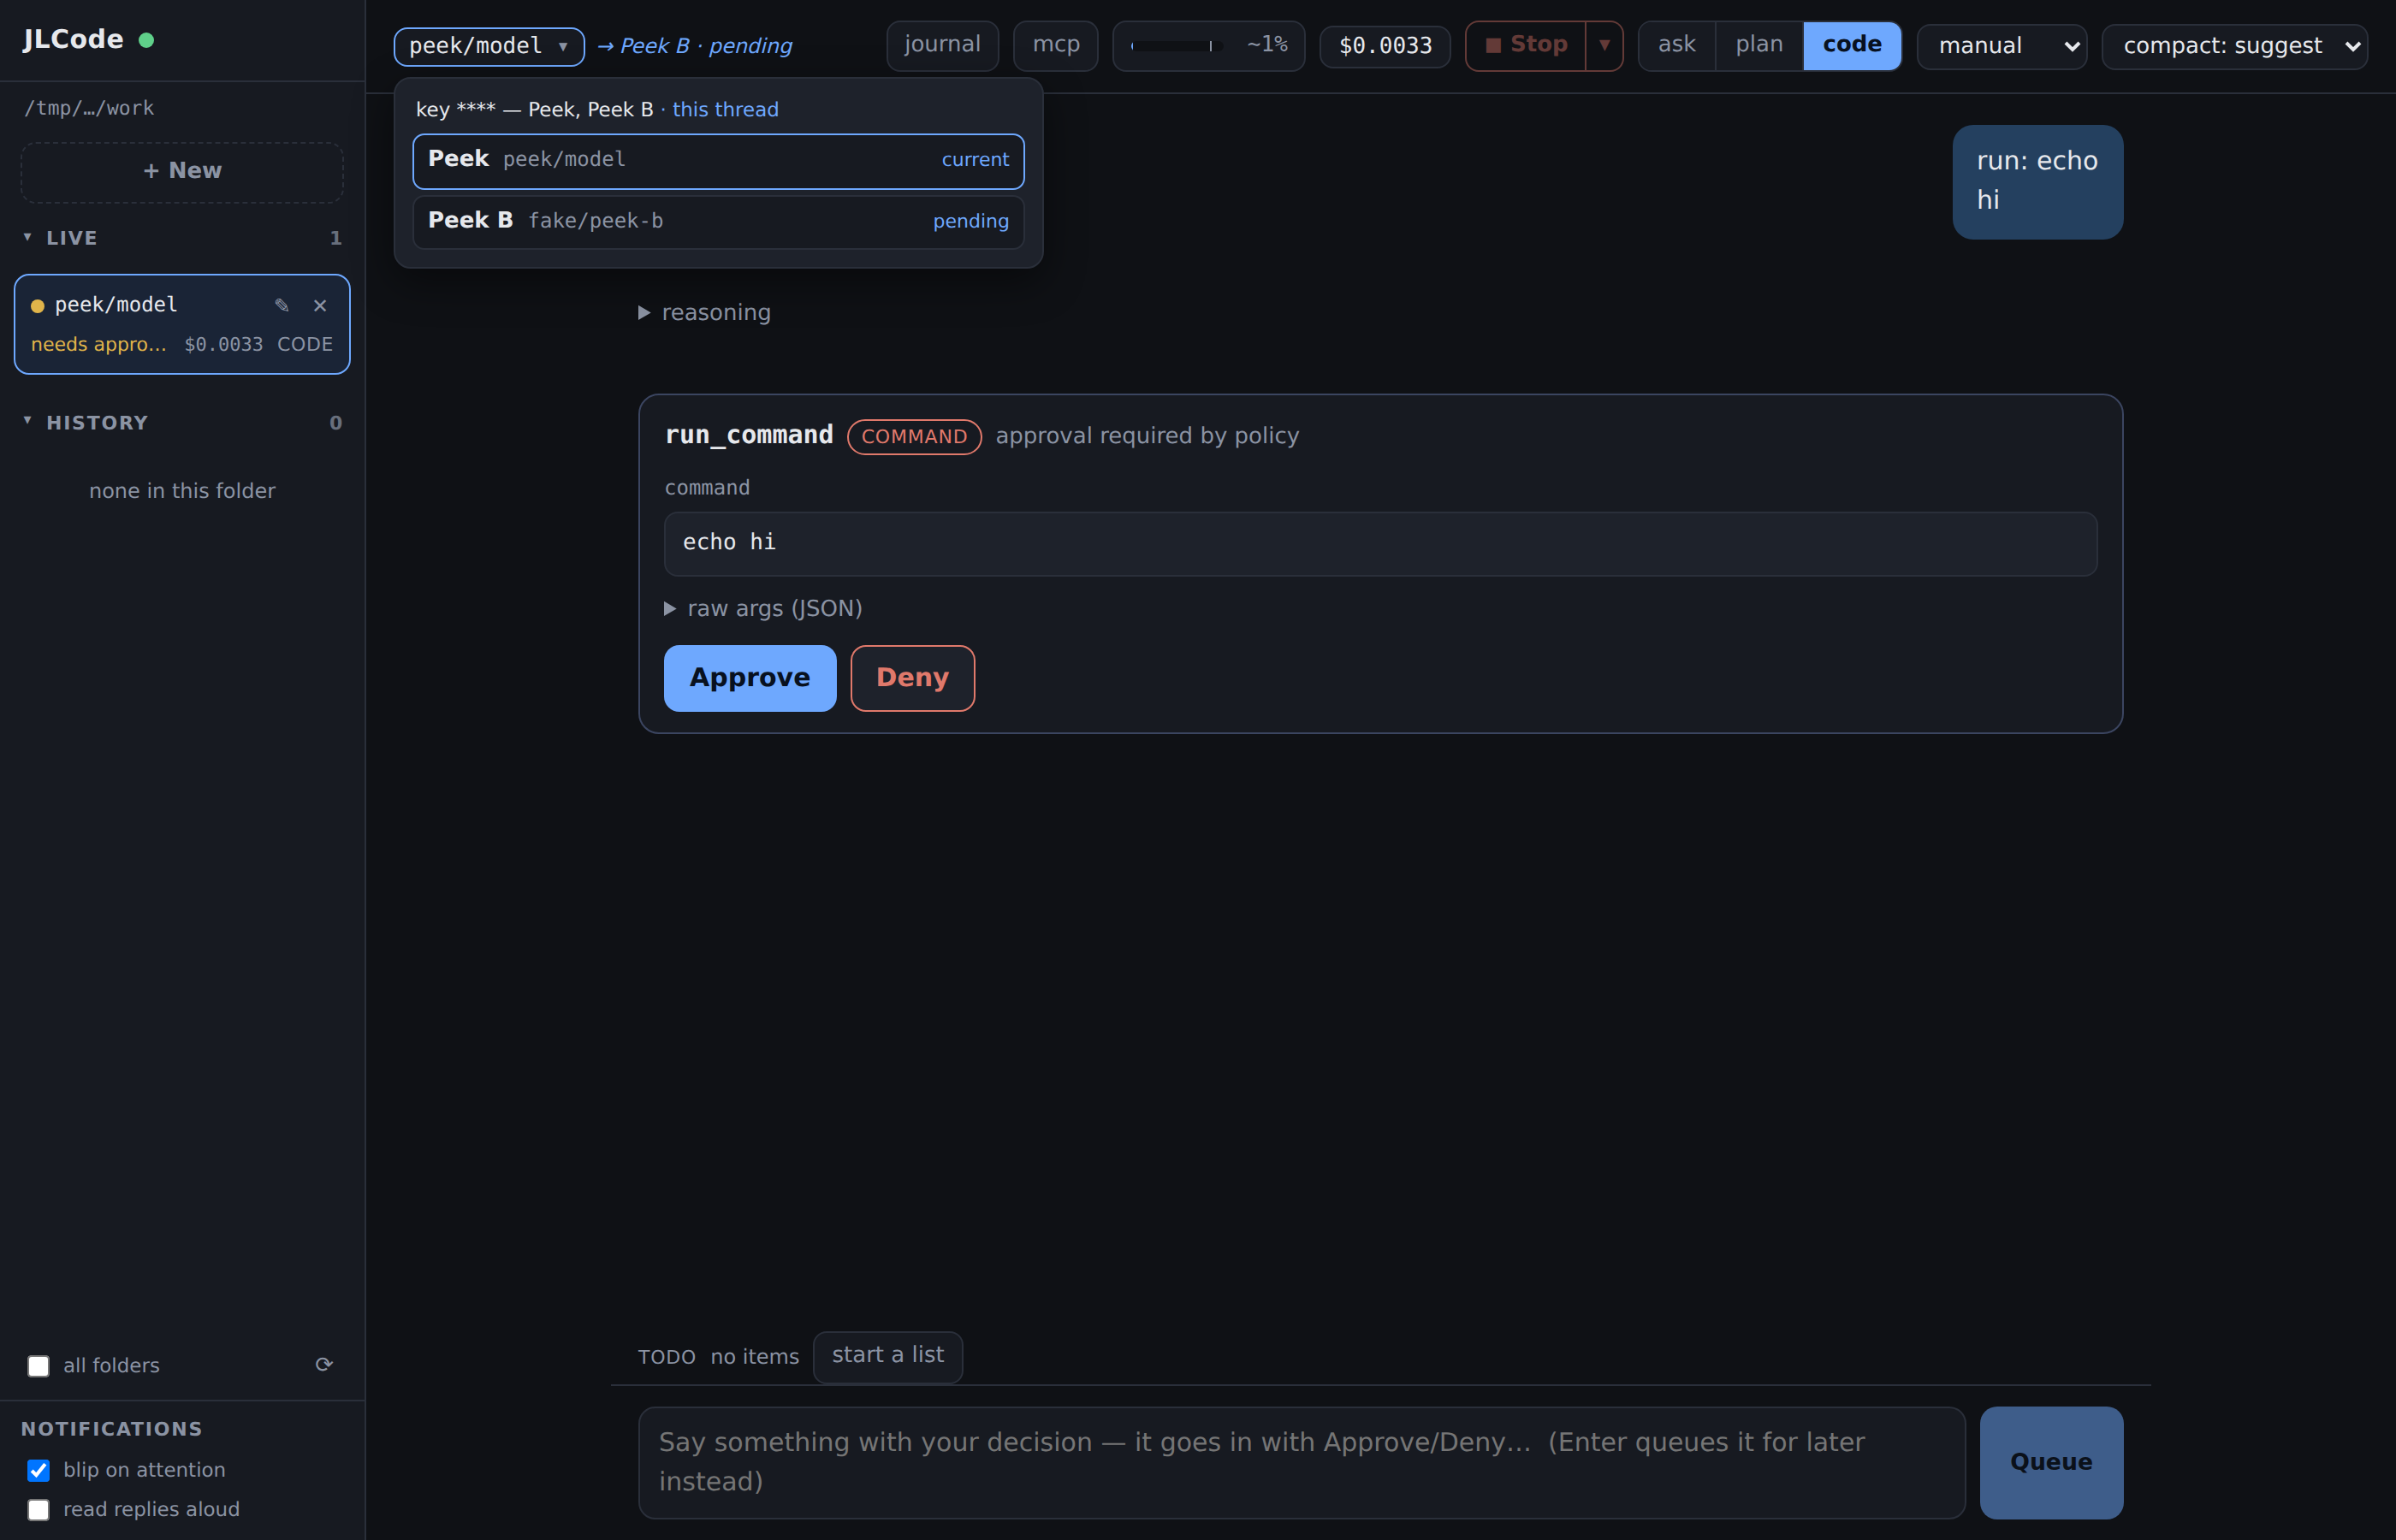 JLCode
/tmp/…/work
+ New
▾ LIVE 1
peek/model ✎ ✕
needs appro… $0.0033 CODE
▾ HISTORY 0
none in this folder
all folders ⟳
NOTIFICATIONS
blip on attention
read replies aloud
peek/model ▾ → Peek B · pending journal mcp ~1% $0.0033 ■ Stop ▾ ask plan code manual compact: suggest
key **** — Peek, Peek B · this thread
Peek peek/model current
Peek B fake/peek-b pending
run: echo
hi
▶ reasoning
run_command COMMAND approval required by policy
command
echo hi
▶ raw args (JSON)
Approve Deny
TODO no items start a list
Say something with your decision — it goes in with Approve/Deny… (Enter queues it for later
instead)
Queue